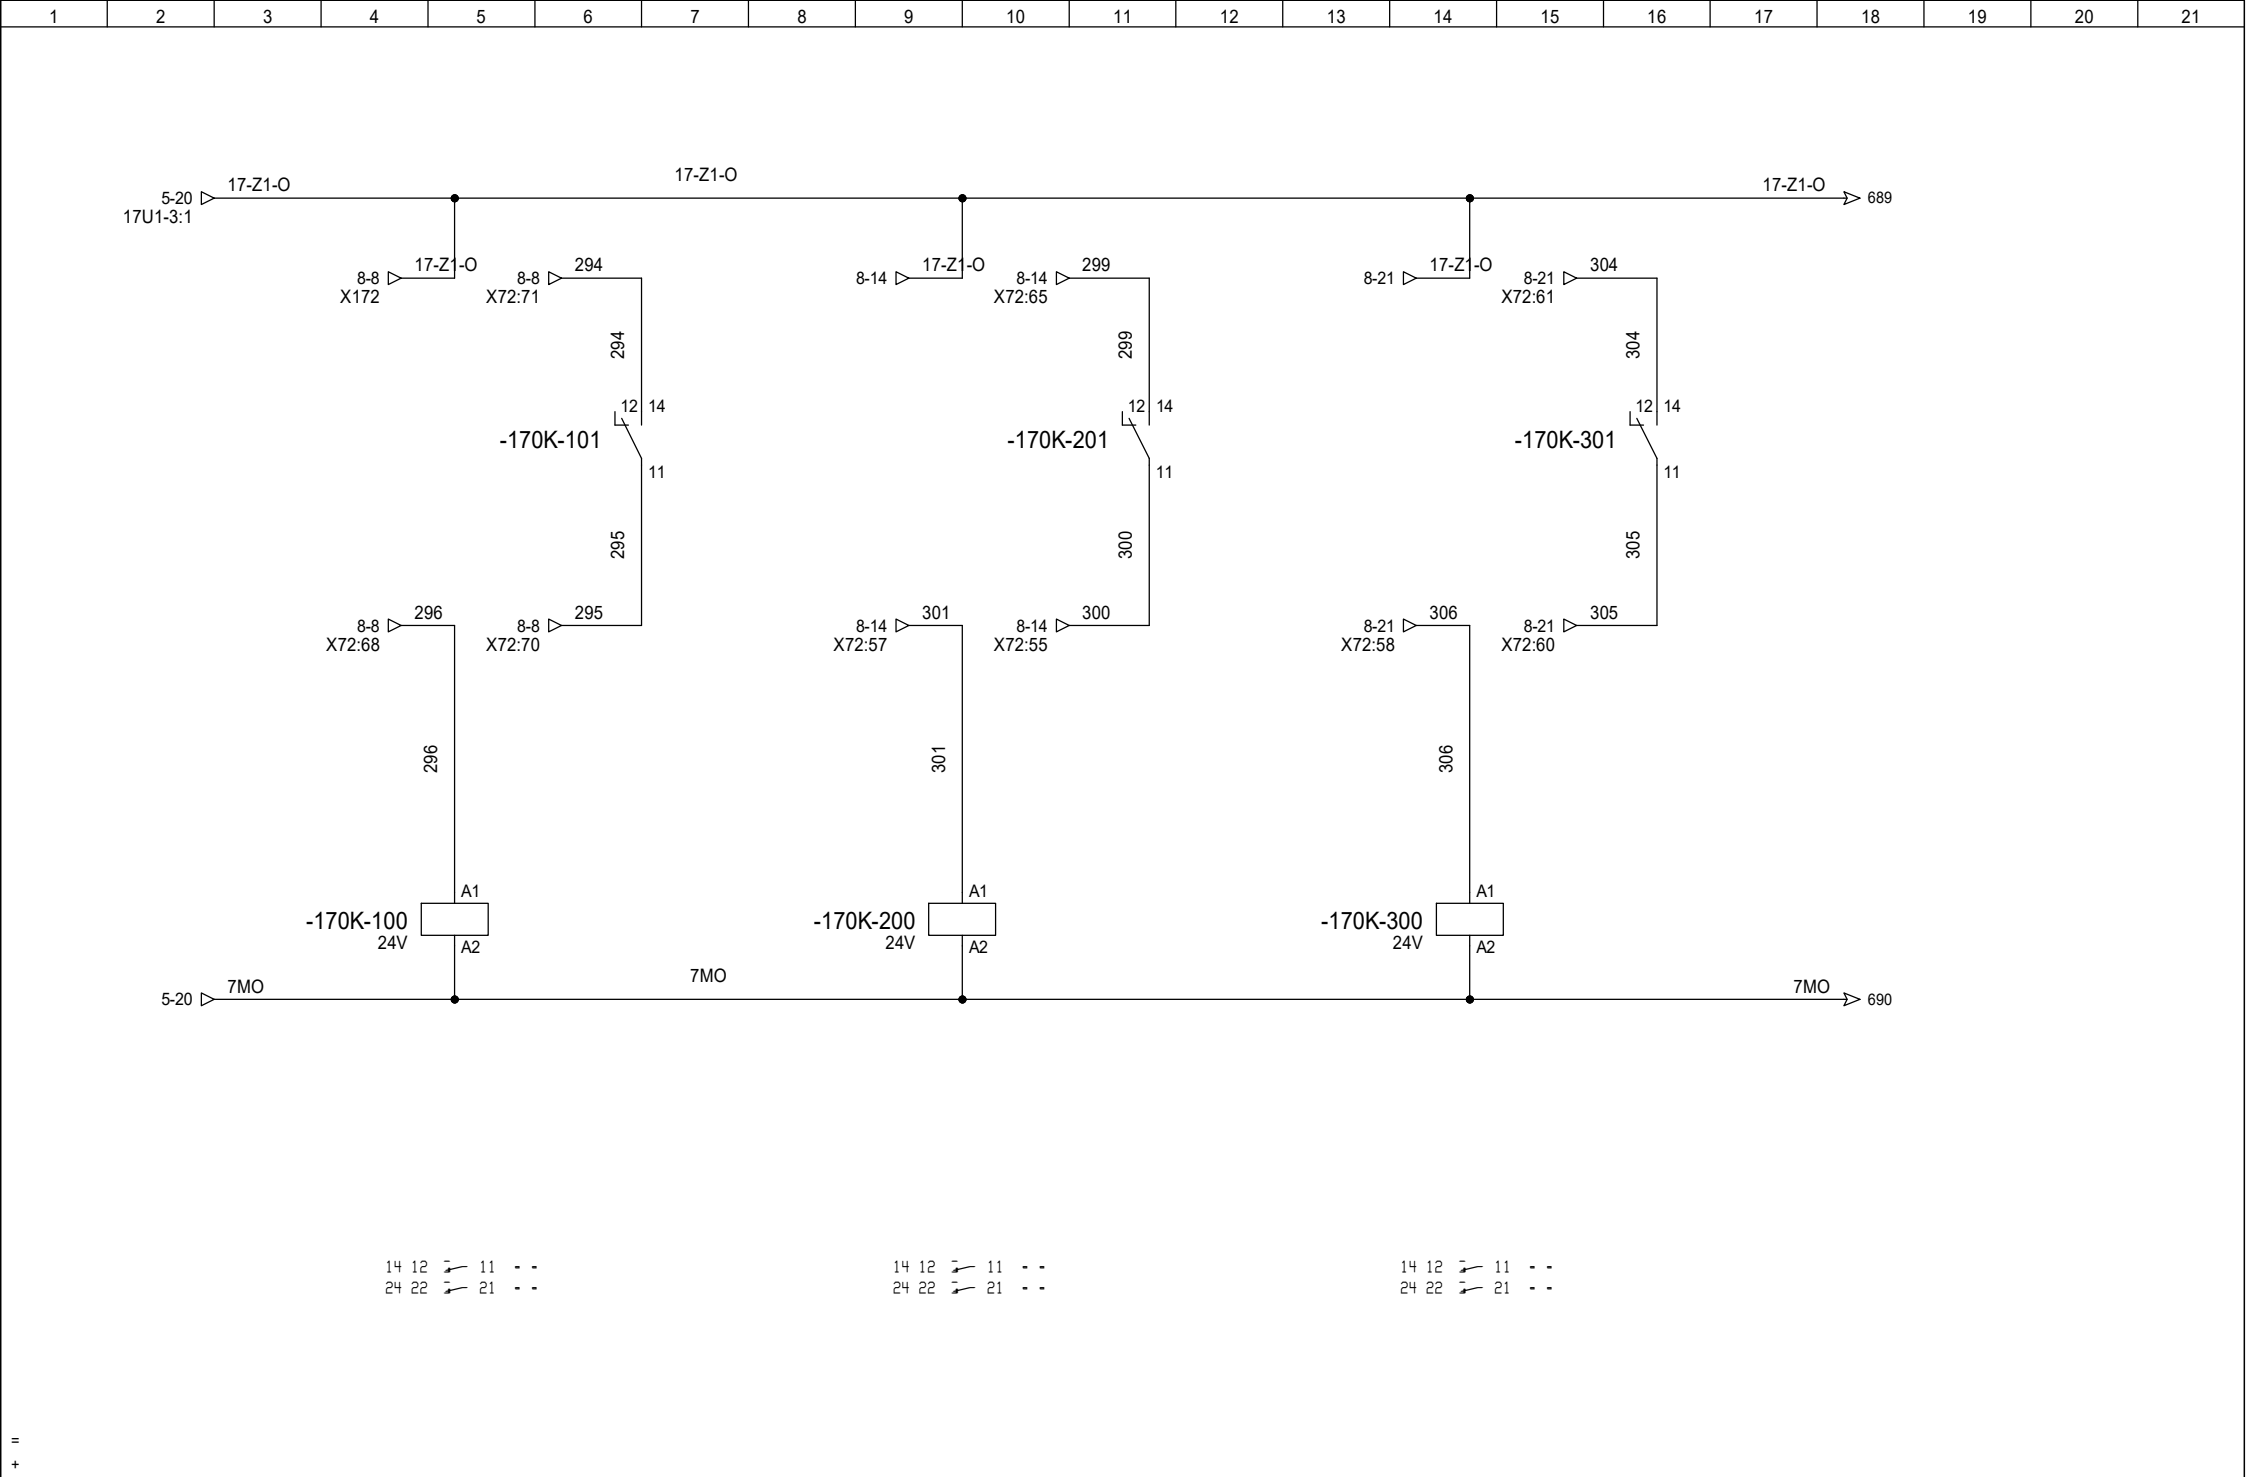 1 2 3 4 5 6 7 8 9 10 11 12 13 14 15 16 17 18 19 20 21
17-Z1-O
17-Z1-O 17-Z1-O
5-20 689
17U1-3:1
17-Z1-O 294 17-Z1-O 299 17-Z1-O 304
8-8 8-8 8-14 8-14 8-21 8-21
X172 X72:71 X72:65 X72:61
294 299 304
12 14 12 14 12 14
-170K-101 -170K-201 -170K-301
11 11 11
295 300 305
296 295 301 300 306 305
8-8 8-8 8-14 8-14 8-21 8-21
X72:68 X72:70 X72:57 X72:55 X72:58 X72:60
296 301 306
A1 A1 A1
-170K-100 -170K-200 -170K-300
24V A2 24V A2 24V A2
7MO
7MO 7MO
5-20 690
14 12 11 - - 14 12 11 - - 14 12 11 - -
24 22 21 - - 24 22 21 - - 24 22 21 - -
=
+